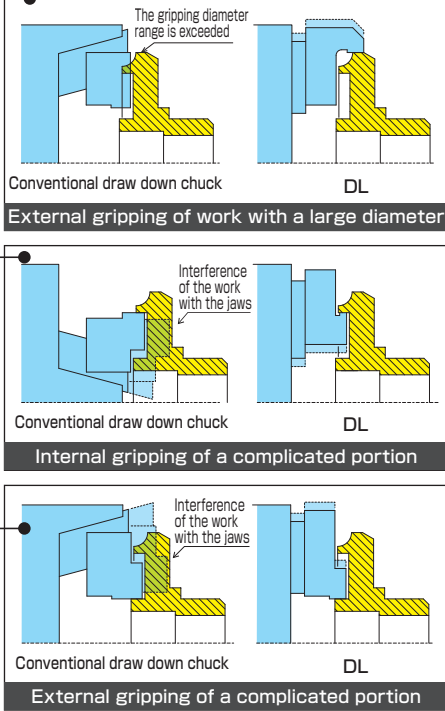 The gripping diameter
range is exceeded
Conventional draw down chuck
DL
External gripping of work with a large diameter
Interference
of the work
with the jaws
Conventional draw down chuck
DL
Internal gripping of a complicated portion
Interference
of the work
with the jaws
Conventional draw down chuck
DL
External gripping of a complicated portion